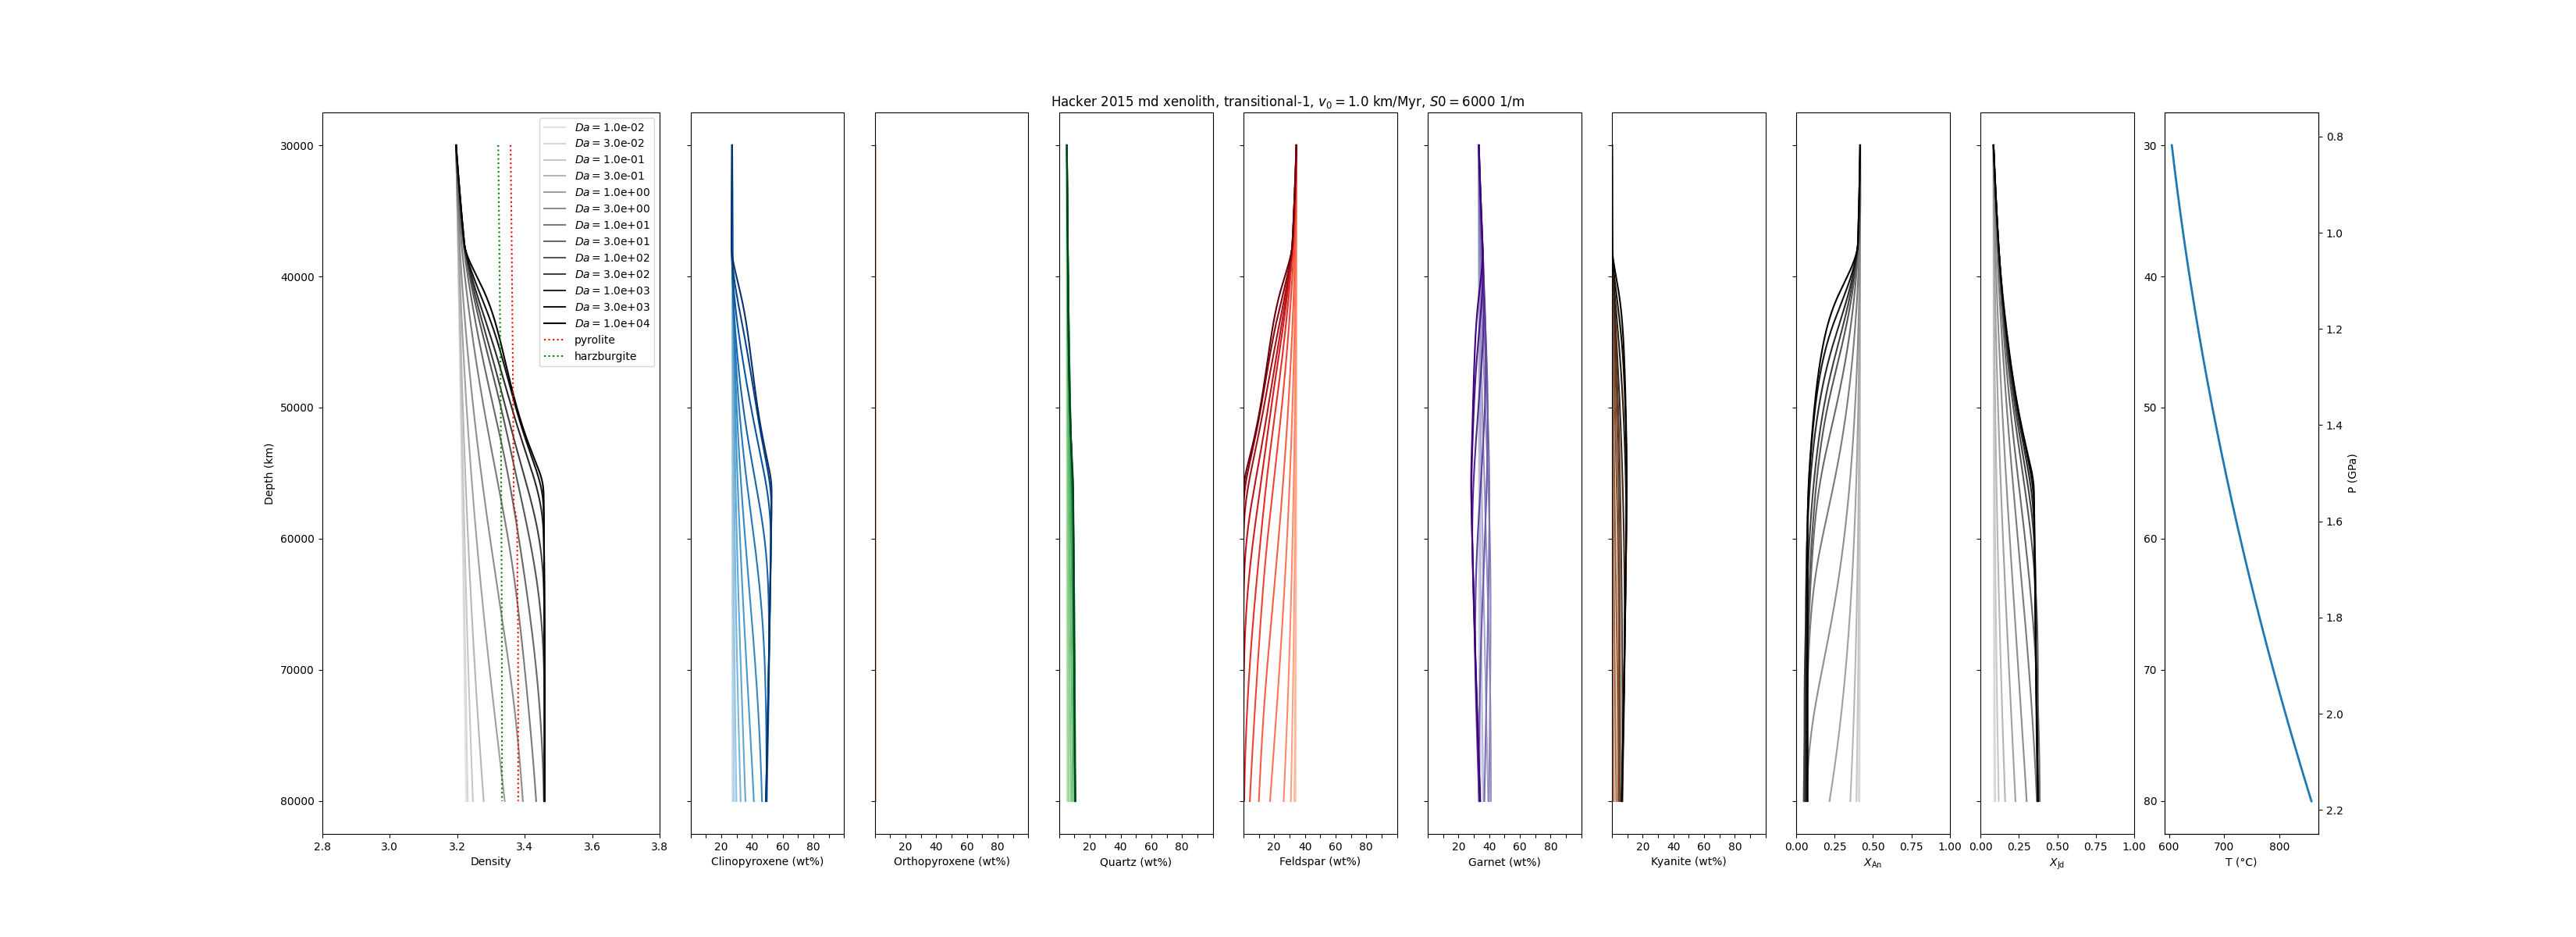 Hacker 2015 md xenolith, transitional-1, v₀ = 1.0 km/Myr, S0 = 6000 1/m
Da = 1.0e-02
Da = 3.0e-02
Da = 1.0e-01
Da = 3.0e-01
Da = 1.0e+00
Da = 3.0e+00
Da = 1.0e+01
Da = 3.0e+01
Da = 1.0e+02
Da = 3.0e+02
Da = 1.0e+03
Da = 3.0e+03
Da = 1.0e+04
pyrolite
harzburgite
Depth (km)
30000
40000
50000
60000
70000
80000
2.8 3.0 3.2 3.4 3.6 3.8
Density
20 40 60 80
Clinopyroxene (wt%)
20 40 60 80
Orthopyroxene (wt%)
20 40 60 80
Quartz (wt%)
20 40 60 80
Feldspar (wt%)
20 40 60 80
Garnet (wt%)
20 40 60 80
Kyanite (wt%)
0.00 0.25 0.50 0.75 1.00
X_An
0.00 0.25 0.50 0.75 1.00
X_Jd
30
40
50
60
70
80
600 700 800
T (°C)
0.8
1.0
1.2
1.4
1.6
1.8
2.0
2.2
P (GPa)